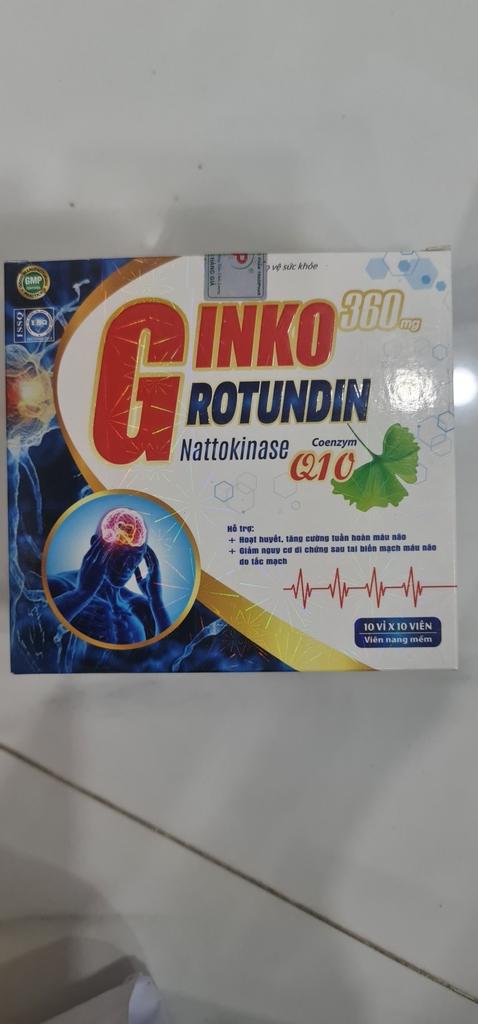 vệ sức khỏe
GMP
ISSQ
GINKO 360mg
ROTUNDIN
Nattokinase
Coenzym
Q10
Hỗ trợ:
+ Hoạt huyết, tăng cường tuần hoàn máu não
+ Giảm nguy cơ di chứng sau tai biến mạch máu não
do tắc mạch
10 VỈ X 10 VIÊN
Viên nang mềm